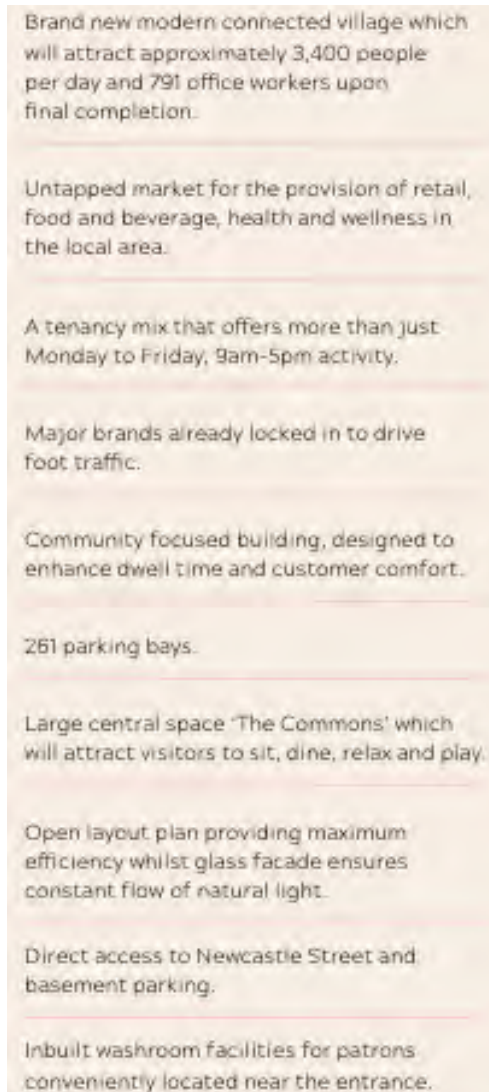 Brand new modern connected village which
will attract approximately 3,400 people
per day and 791 office workers upon
final completion.
Untapped market for the provision of retail,
food and beverage, health and wellness in
the local area.
A tenancy mix that offers more than just
Monday to Friday, 9am-5pm activity.
Major brands already locked in to drive
foot traffic.
Community focused building, designed to
enhance dwell time and customer comfort.
261 parking bays.
Large central space ‘The Commons’ which
will attract visitors to sit, dine, relax and play.
Open layout plan providing maximum
efficiency whilst glass facade ensures
constant flow of natural light.
Direct access to Newcastle Street and
basement parking.
Inbuilt washroom facilities for patrons
conveniently located near the entrance.